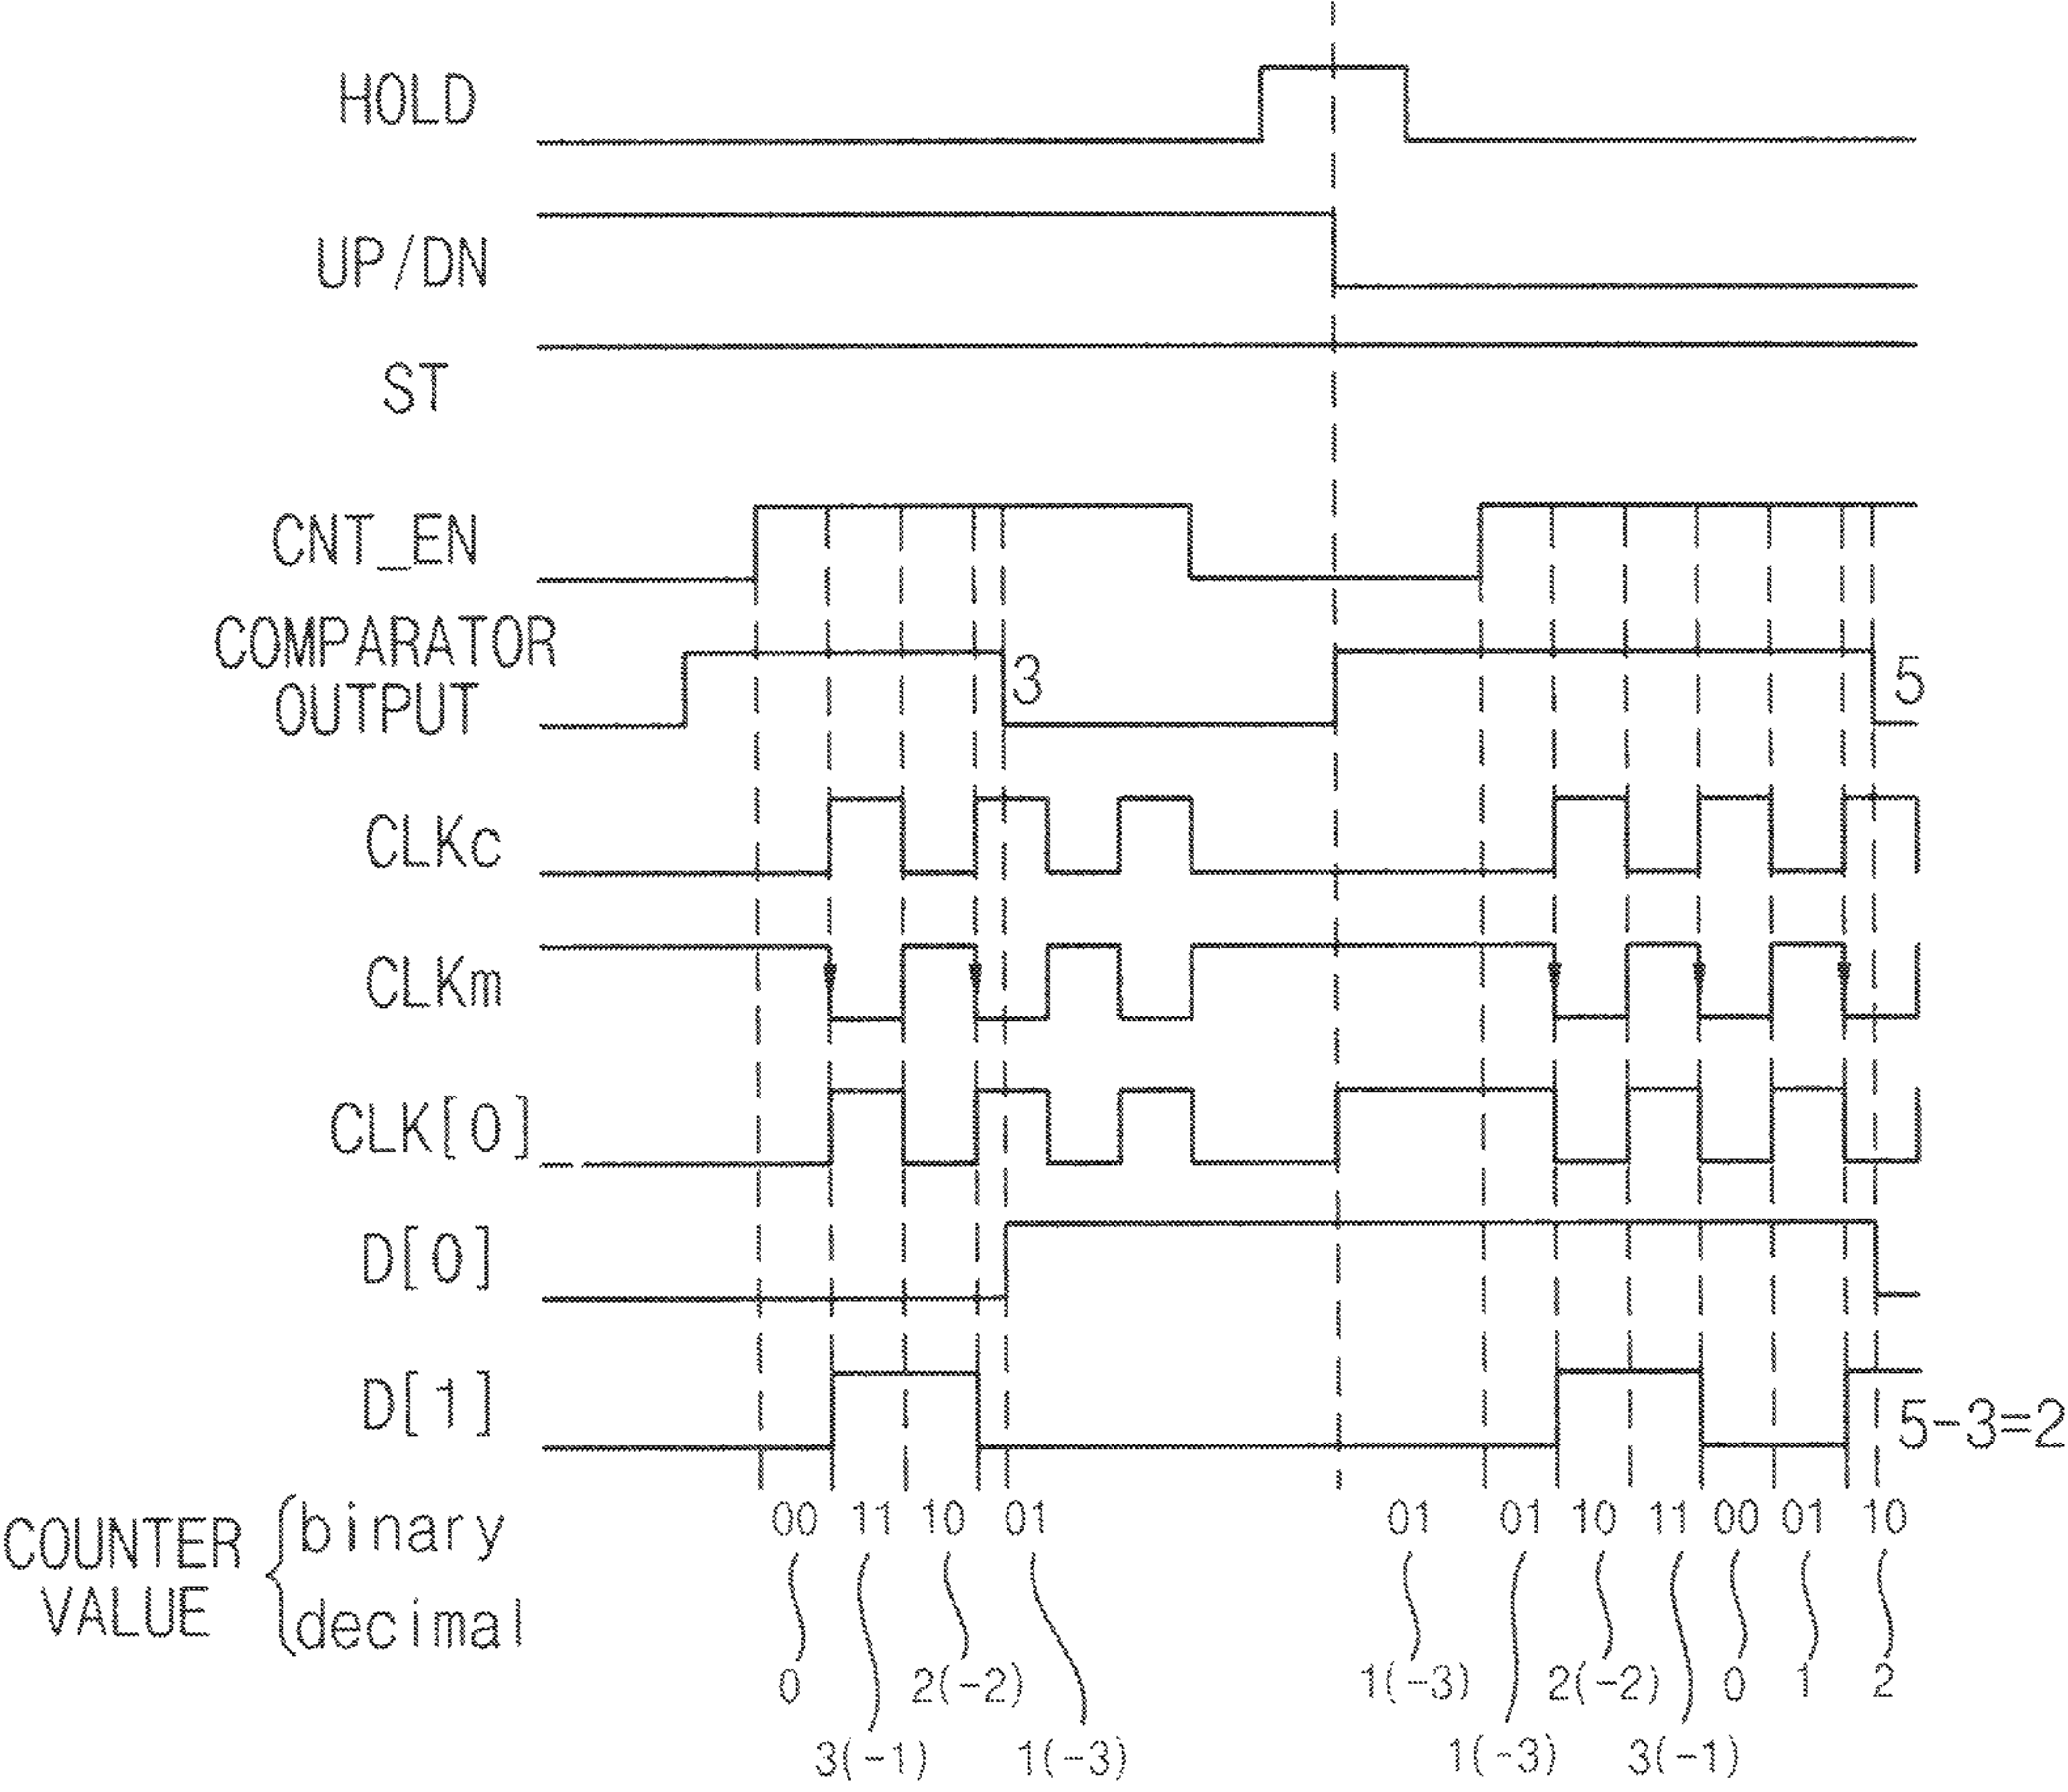 HOLD
UP/DN
ST
CNT_EN
COMPARATOR
OUTPUT
3
5
CLKc
CLKm
CLK[0]
D[0]
D[1]
5-3=2
COUNTER
VALUE
binary
decimal
00 11 10 01 01 01 10 11 00 01 10
0 2(-2) 1(-3) 2(-2) 0 1 2
3(-1) 1(-3) 1(-3) 3(-1)